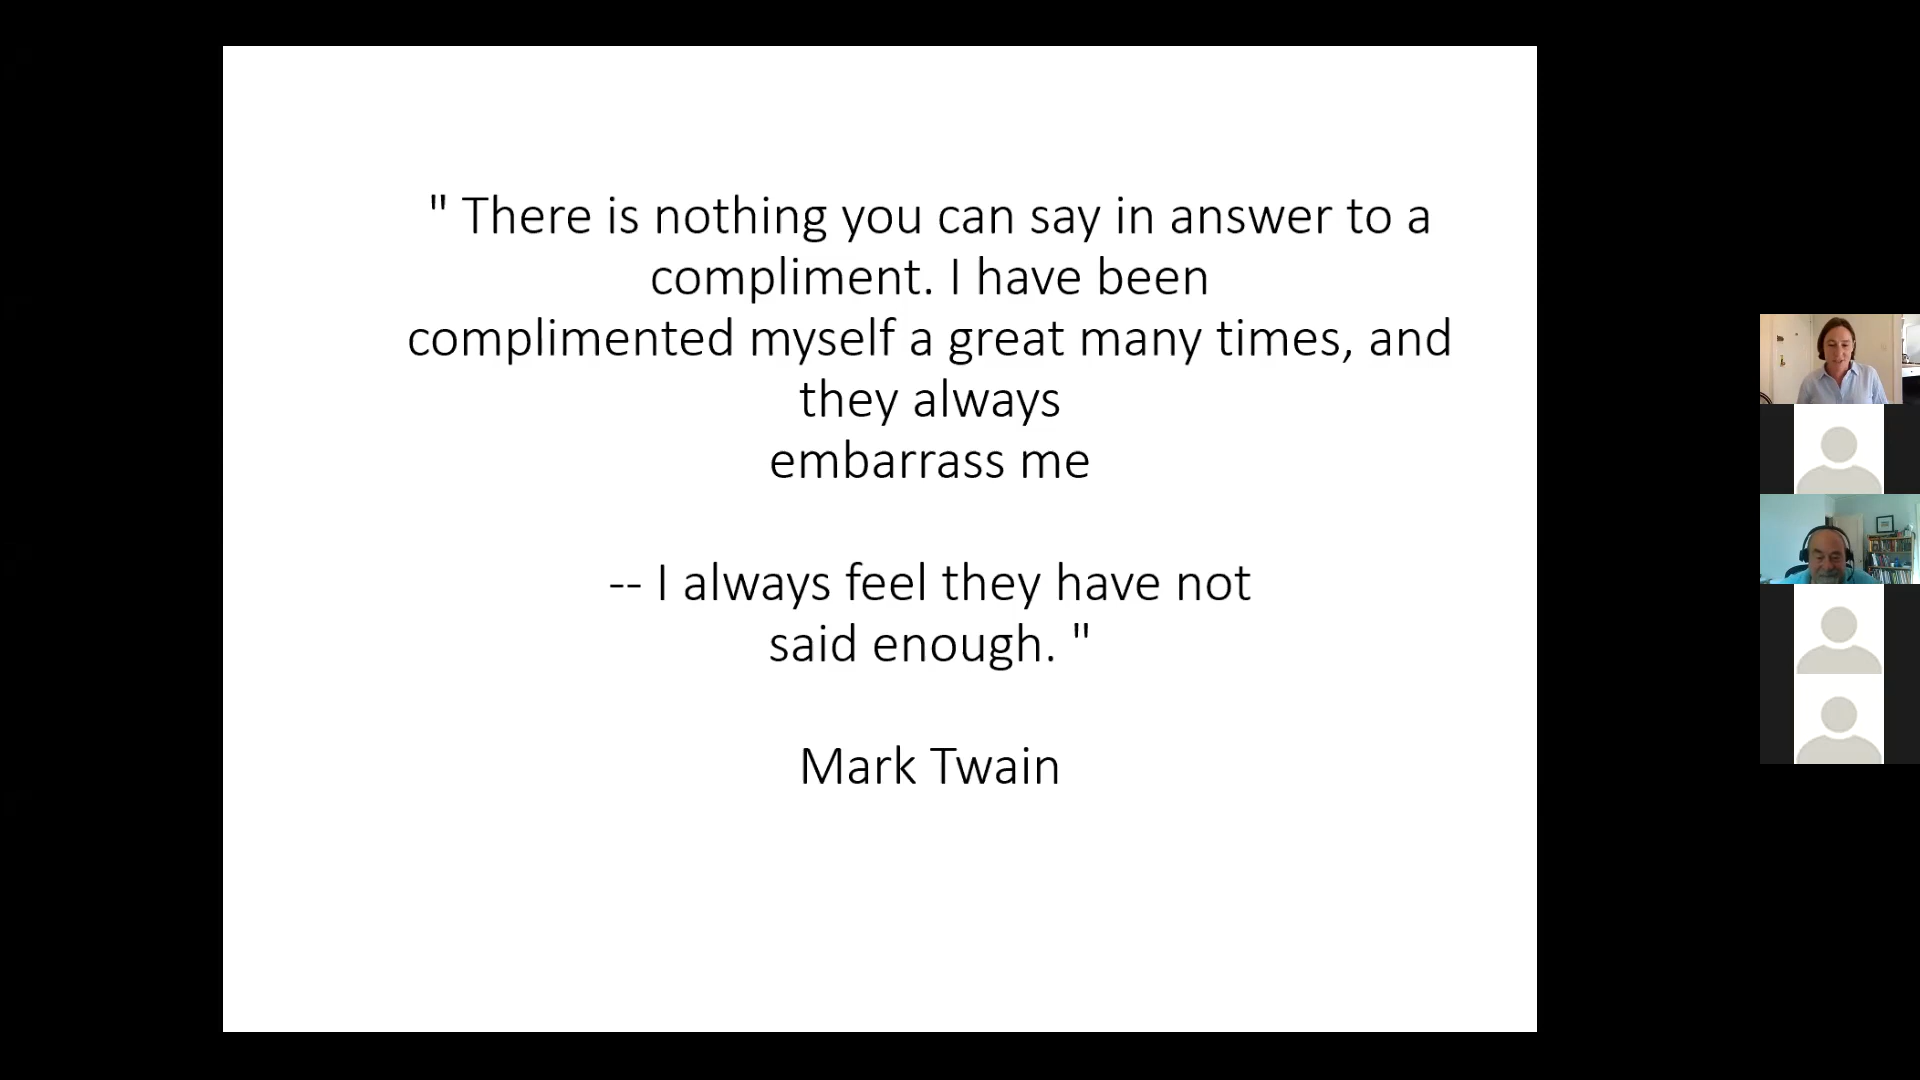 " There is nothing you can say in answer to a
compliment. I have been
complimented myself a great many times, and
they always
embarrass me
-- I always feel they have not
said enough. "
Mark Twain